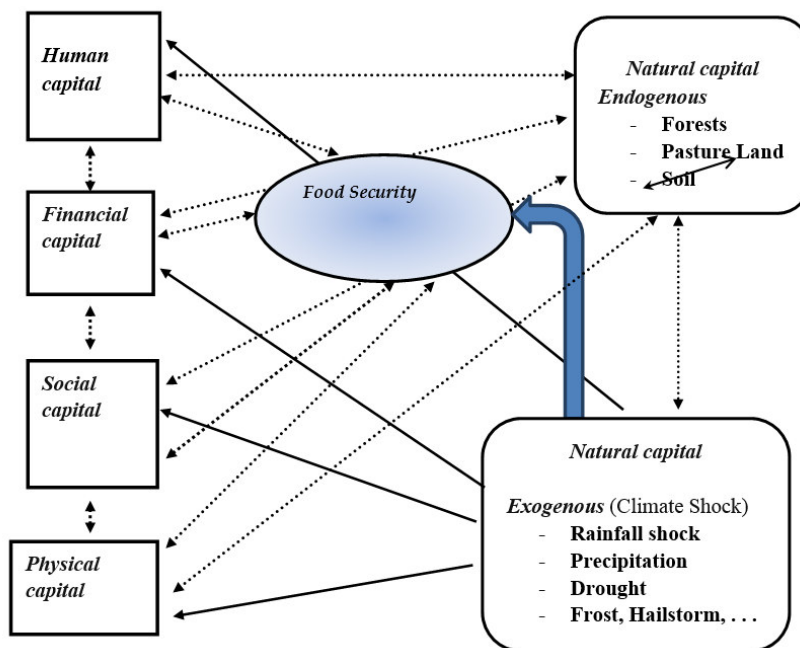 Human
capital
Financial
capital
Social
capital
Physical
capital
Food Security
Natural capital
Endogenous
- Forests
- Pasture Land
- Soil
Natural capital
Exogenous (Climate Shock)
- Rainfall shock
- Precipitation
- Drought
- Frost, Hailstorm, . . .